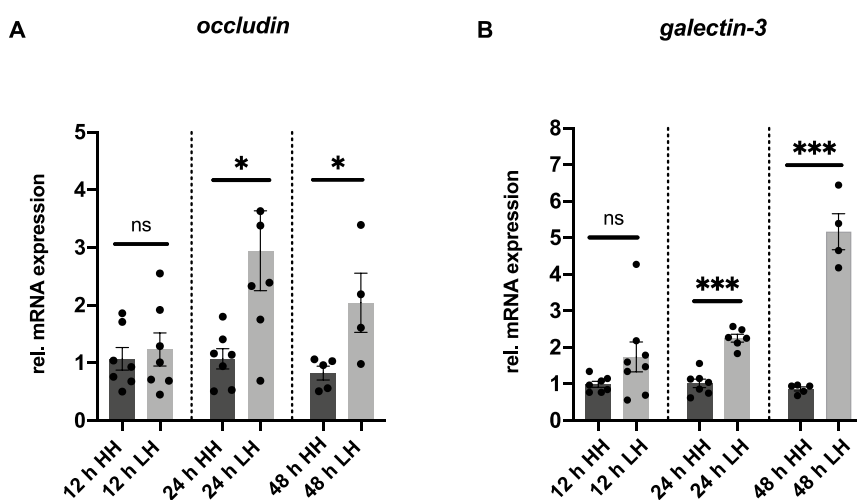 A
occludin
rel. mRNA expression
5
4
3
2
1
0
ns
*
*
12 h HH
12 h LH
24 h HH
24 h LH
48 h HH
48 h LH
B
galectin-3
rel. mRNA expression
8
7
6
5
4
3
2
1
0
ns
***
***
12 h HH
12 h LH
24 h HH
24 h LH
48 h HH
48 h LH